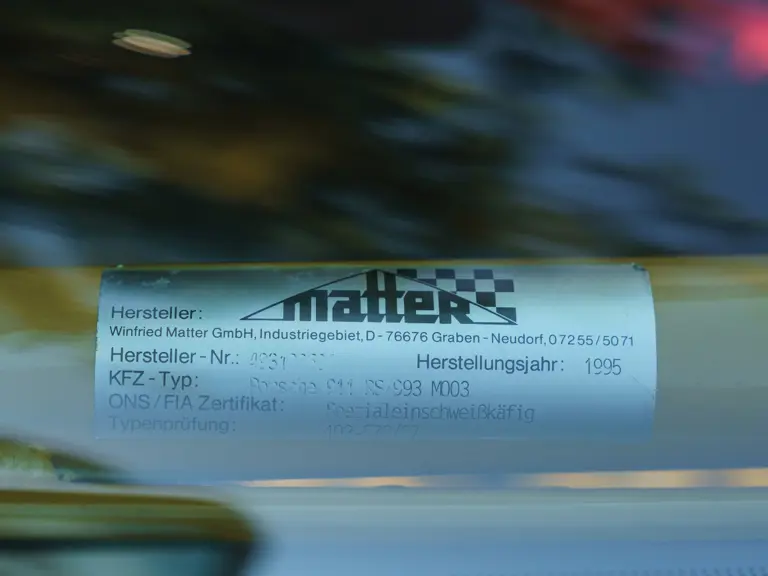 matter
Hersteller:
Winfried Matter GmbH, Industriegebiet, D - 76676 Graben - Neudorf, 07255/5071
Hersteller - Nr.:
Herstellungsjahr: 1995
KFZ - Typ: Porsche 911 RS 993 M003
ONS / FIA Zertifikat: Spezialeinschweißkäfig
Typenprüfung: